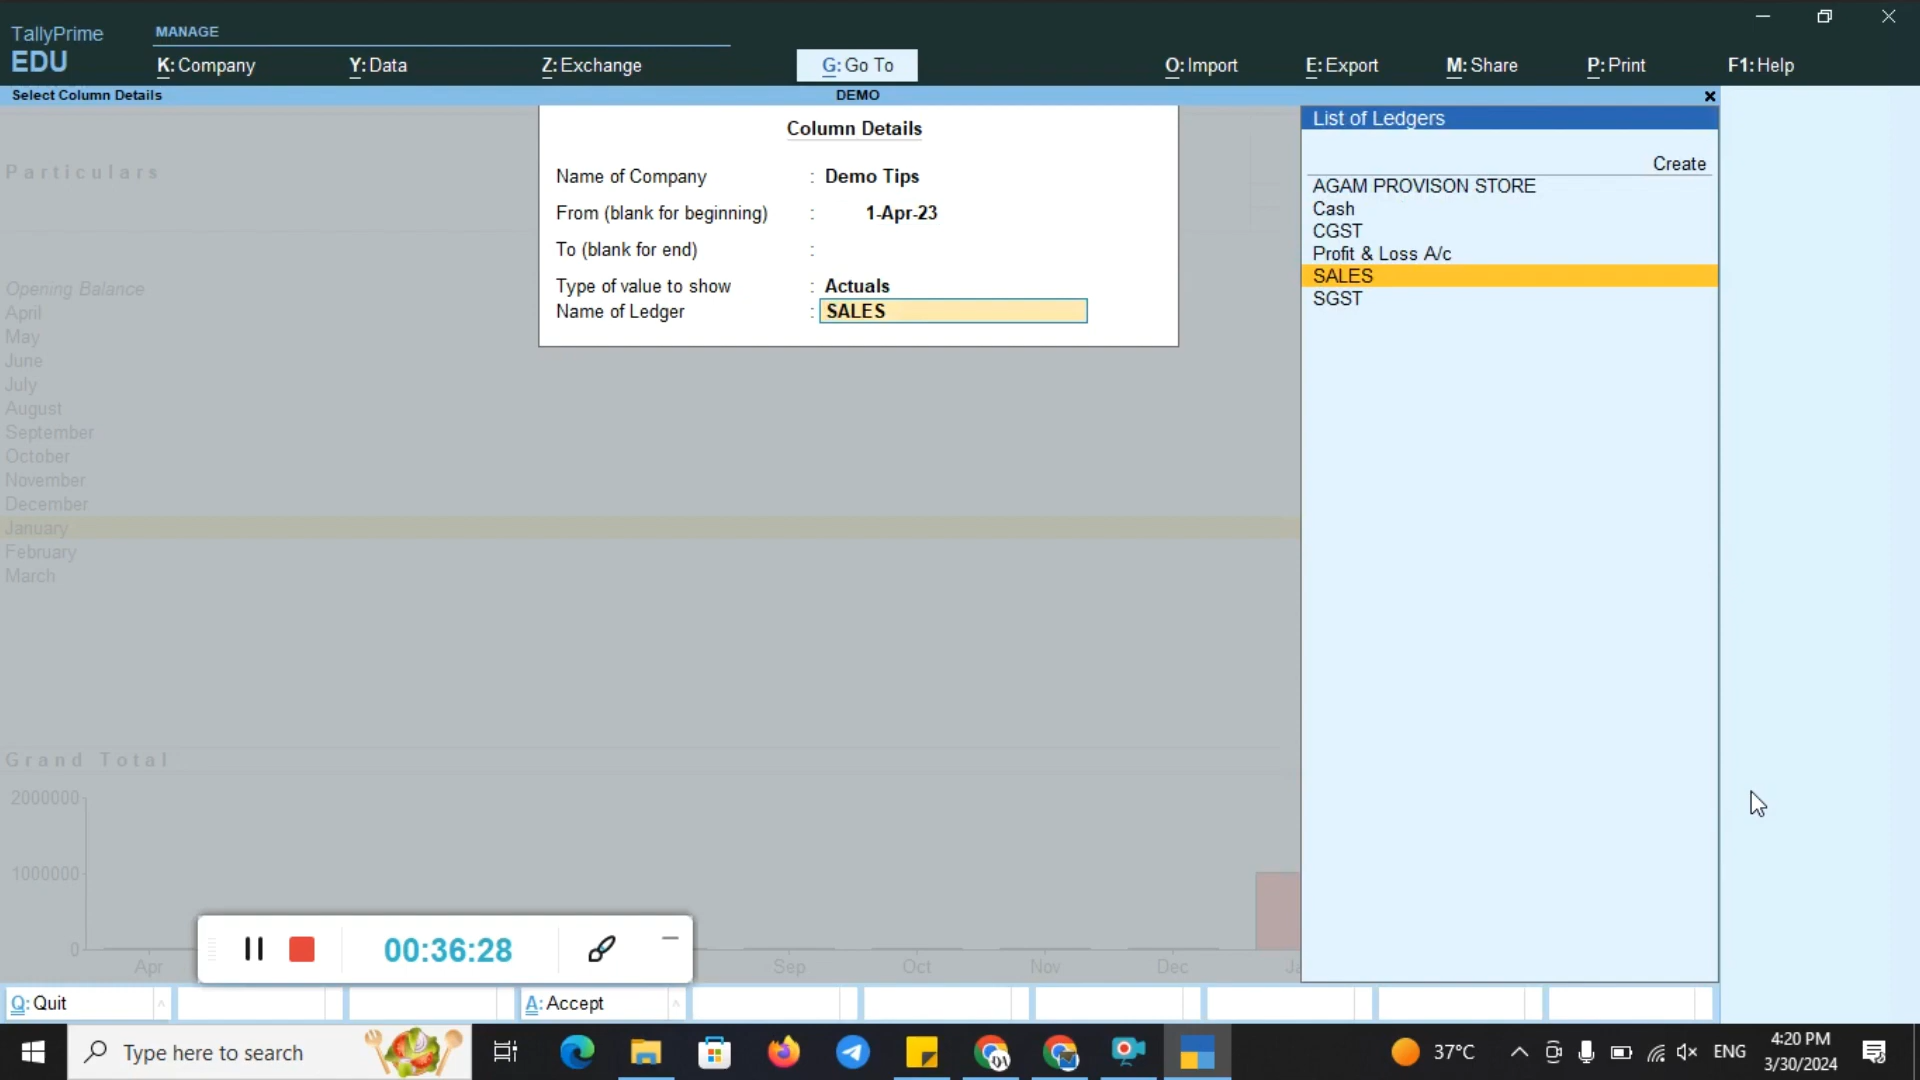 TallyPrime
EDU
MANAGE
K: Company
Y: Data
Z: Exchange
G: Go To
O: Import
E: Export
M: Share
P: Print
F1: Help
Select Column Details
DEMO
Column Details
Name of Company : Demo Tips
From (blank for beginning) : 1-Apr-23
To (blank for end) :
Type of value to show : Actuals
Name of Ledger : SALES
List of Ledgers
Create
AGAM PROVISON STORE
Cash
CGST
Profit & Loss A/c
SALES
SGST
Particulars
Opening Balance
April
May
June
July
August
September
October
November
December
January
February
March
Grand Total
2000000
1000000
0
Apr
Sep
Oct
Nov
Dec
00:36:28
Q: Quit
A: Accept
Type here to search
37°C
ENG
4:20 PM
3/30/2024